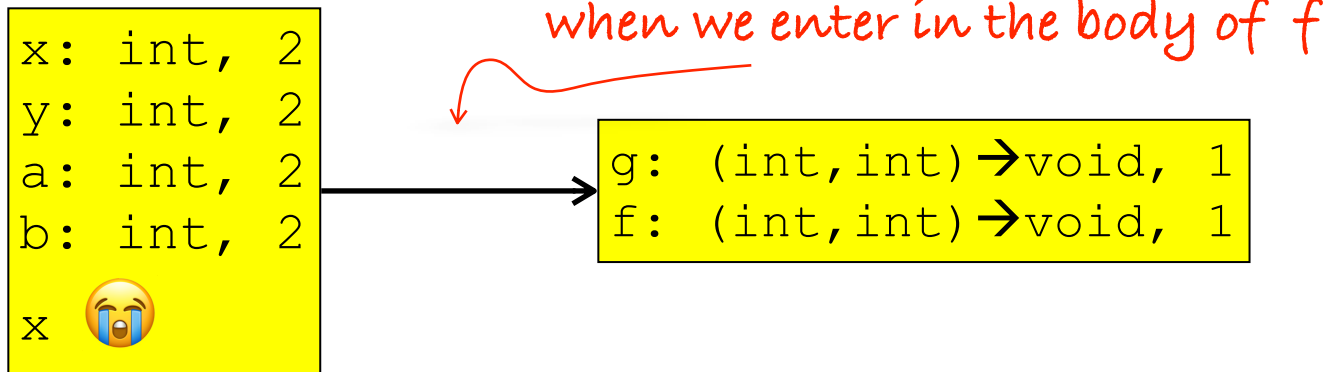 when we enter in the body of f
x: int, 2
y: int, 2
a: int, 2
b: int, 2
x 😭
g: (int,int)→void, 1
f: (int,int)→void, 1